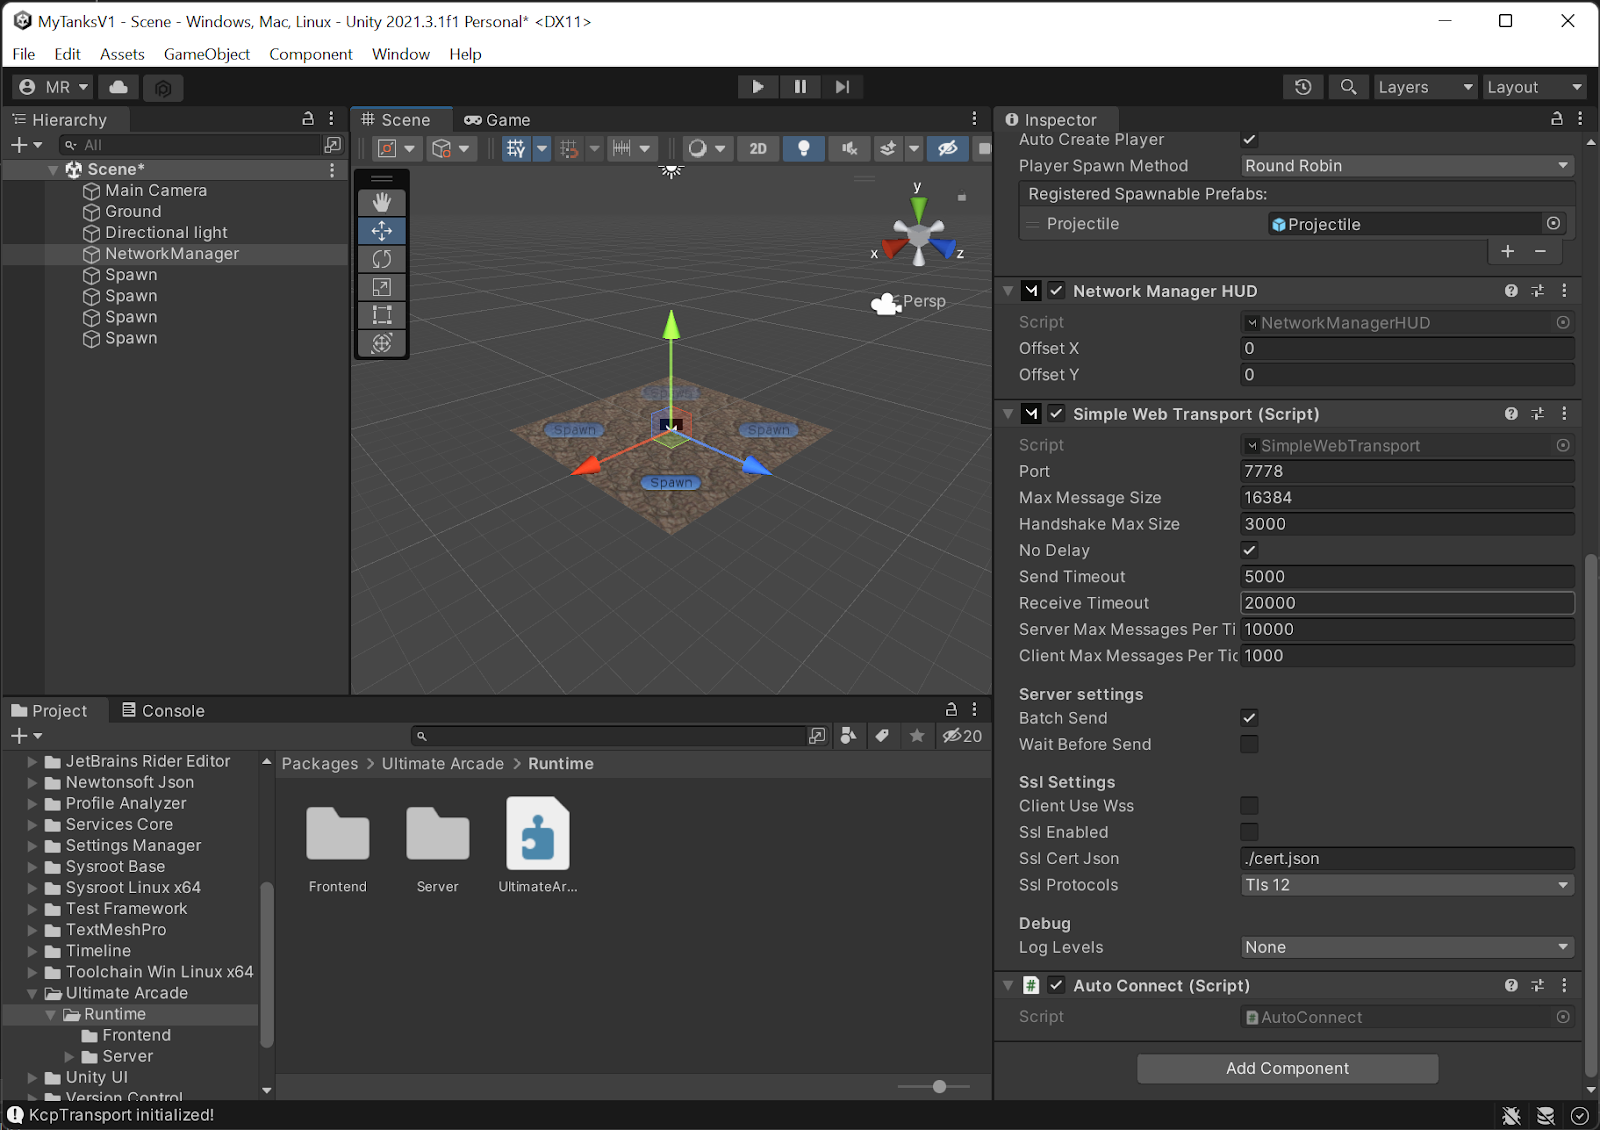 MyTanksV1 - Scene - Windows, Mac, Linux - Unity 2021.3.1f1 Personal* <DX11>
File Edit Assets GameObject Component Window Help
MR
Layers
Layout
Hierarchy
All
Scene*
Main Camera
Ground
Directional light
NetworkManager
Spawn
Spawn
Spawn
Spawn
Scene
Game
2D
y
x
z
Persp
Spawn
Spawn
Spawn
Spawn
Inspector
Auto Create Player
Player Spawn Method Round Robin
Registered Spawnable Prefabs:
Projectile Projectile
Network Manager HUD
Script NetworkManagerHUD
Offset X 0
Offset Y 0
Simple Web Transport (Script)
Script SimpleWebTransport
Port 7778
Max Message Size 16384
Handshake Max Size 3000
No Delay
Send Timeout 5000
Receive Timeout 20000
Server Max Messages Per Ti 10000
Client Max Messages Per Tic 1000
Server settings
Batch Send
Wait Before Send
Ssl Settings
Client Use Wss
Ssl Enabled
Ssl Cert Json ./cert.json
Ssl Protocols Tls 12
Debug
Log Levels None
Auto Connect (Script)
Script AutoConnect
Add Component
Project
Console
20
JetBrains Rider Editor
Newtonsoft Json
Profile Analyzer
Services Core
Settings Manager
Sysroot Base
Sysroot Linux x64
Test Framework
TextMeshPro
Timeline
Toolchain Win Linux x64
Ultimate Arcade
Runtime
Frontend
Server
Unity UI
Version Control
Packages > Ultimate Arcade > Runtime
Frontend
Server
UltimateAr...
KcpTransport initialized!